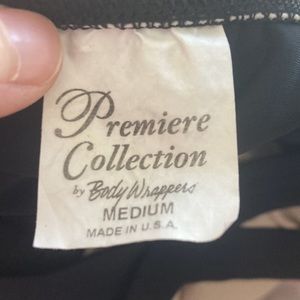 Premiere
Collection
by Body Wrappers
MEDIUM
MADE IN U.S.A.